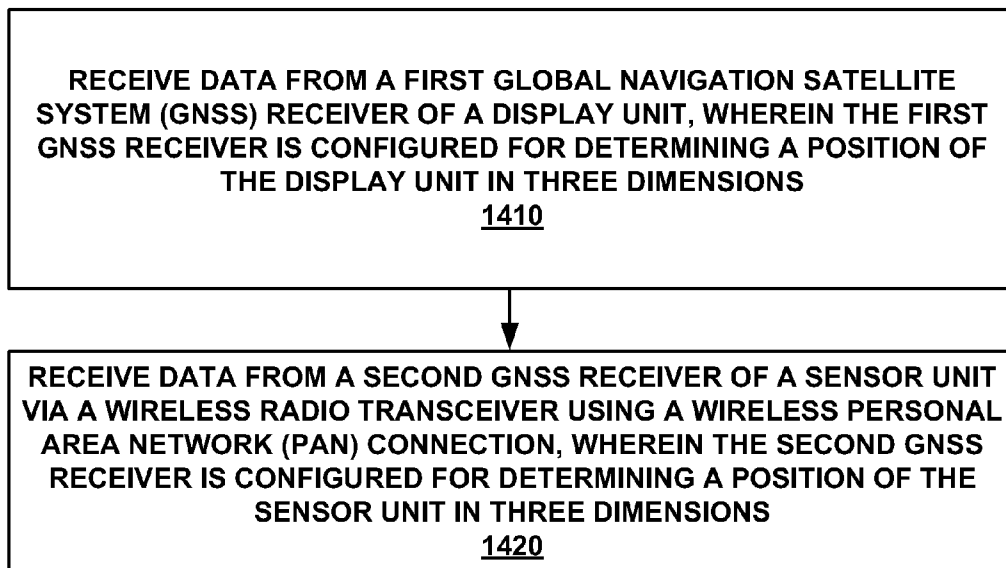 RECEIVE DATA FROM A FIRST GLOBAL NAVIGATION SATELLITE
SYSTEM (GNSS) RECEIVER OF A DISPLAY UNIT, WHEREIN THE FIRST
GNSS RECEIVER IS CONFIGURED FOR DETERMINING A POSITION OF
THE DISPLAY UNIT IN THREE DIMENSIONS
1410
RECEIVE DATA FROM A SECOND GNSS RECEIVER OF A SENSOR UNIT
VIA A WIRELESS RADIO TRANSCEIVER USING A WIRELESS PERSONAL
AREA NETWORK (PAN) CONNECTION, WHEREIN THE SECOND GNSS
RECEIVER IS CONFIGURED FOR DETERMINING A POSITION OF THE
SENSOR UNIT IN THREE DIMENSIONS
1420